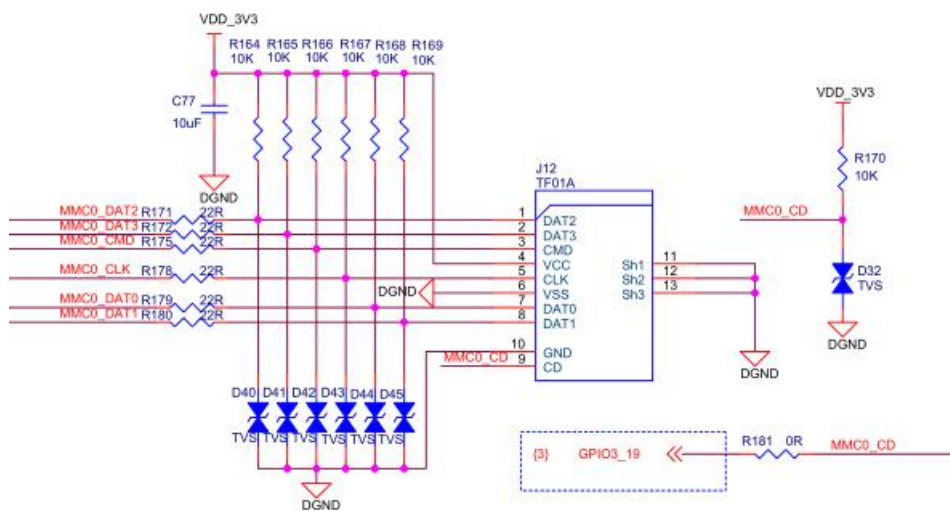 VDD_3V3
R164 R165 R166 R167 R168 R169
10K 10K 10K 10K 10K 10K
C77
10uF
DGND
VDD_3V3
R170
10K
J12
TF01A
MMC0_DAT2 R171 22R 1 DAT2
MMC0_DAT3 R172 22R 2 DAT3
MMC0_CMD R175 22R 3 CMD
4 VCC
MMC0_CLK R178 22R 5 CLK
DGND 6 VSS
MMC0_DAT0 R179 22R 7 DAT0
MMC0_DAT1 R180 22R 8 DAT1
10 GND
MMC0_CD 9 CD
Sh1 11
Sh2 12
Sh3 13
DGND
MMC0_CD
D32
TVS
DGND
D40 D41 D42 D43 D44 D45
TVS TVS TVS TVS TVS TVS
DGND
{3} GPIO3_19
R181 0R MMC0_CD